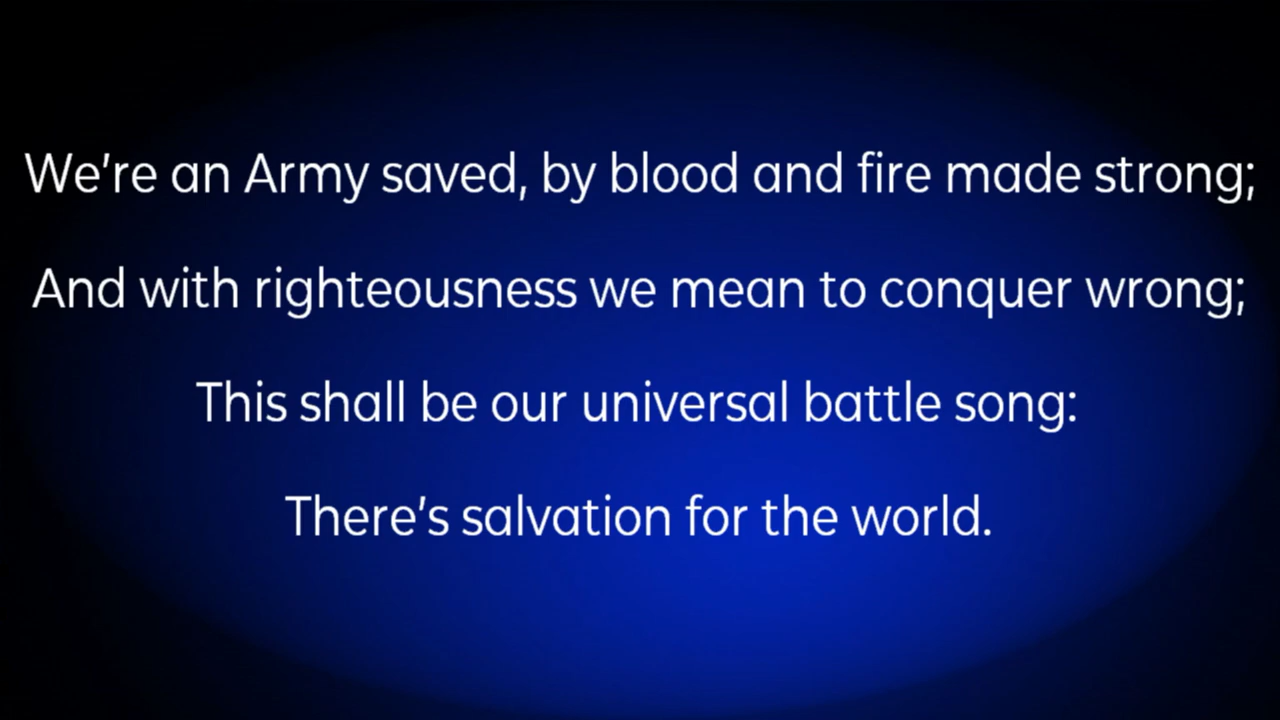 We're an Army saved, by blood and fire made strong;
And with righteousness we mean to conquer wrong;
This shall be our universal battle song:
There's salvation for the world.